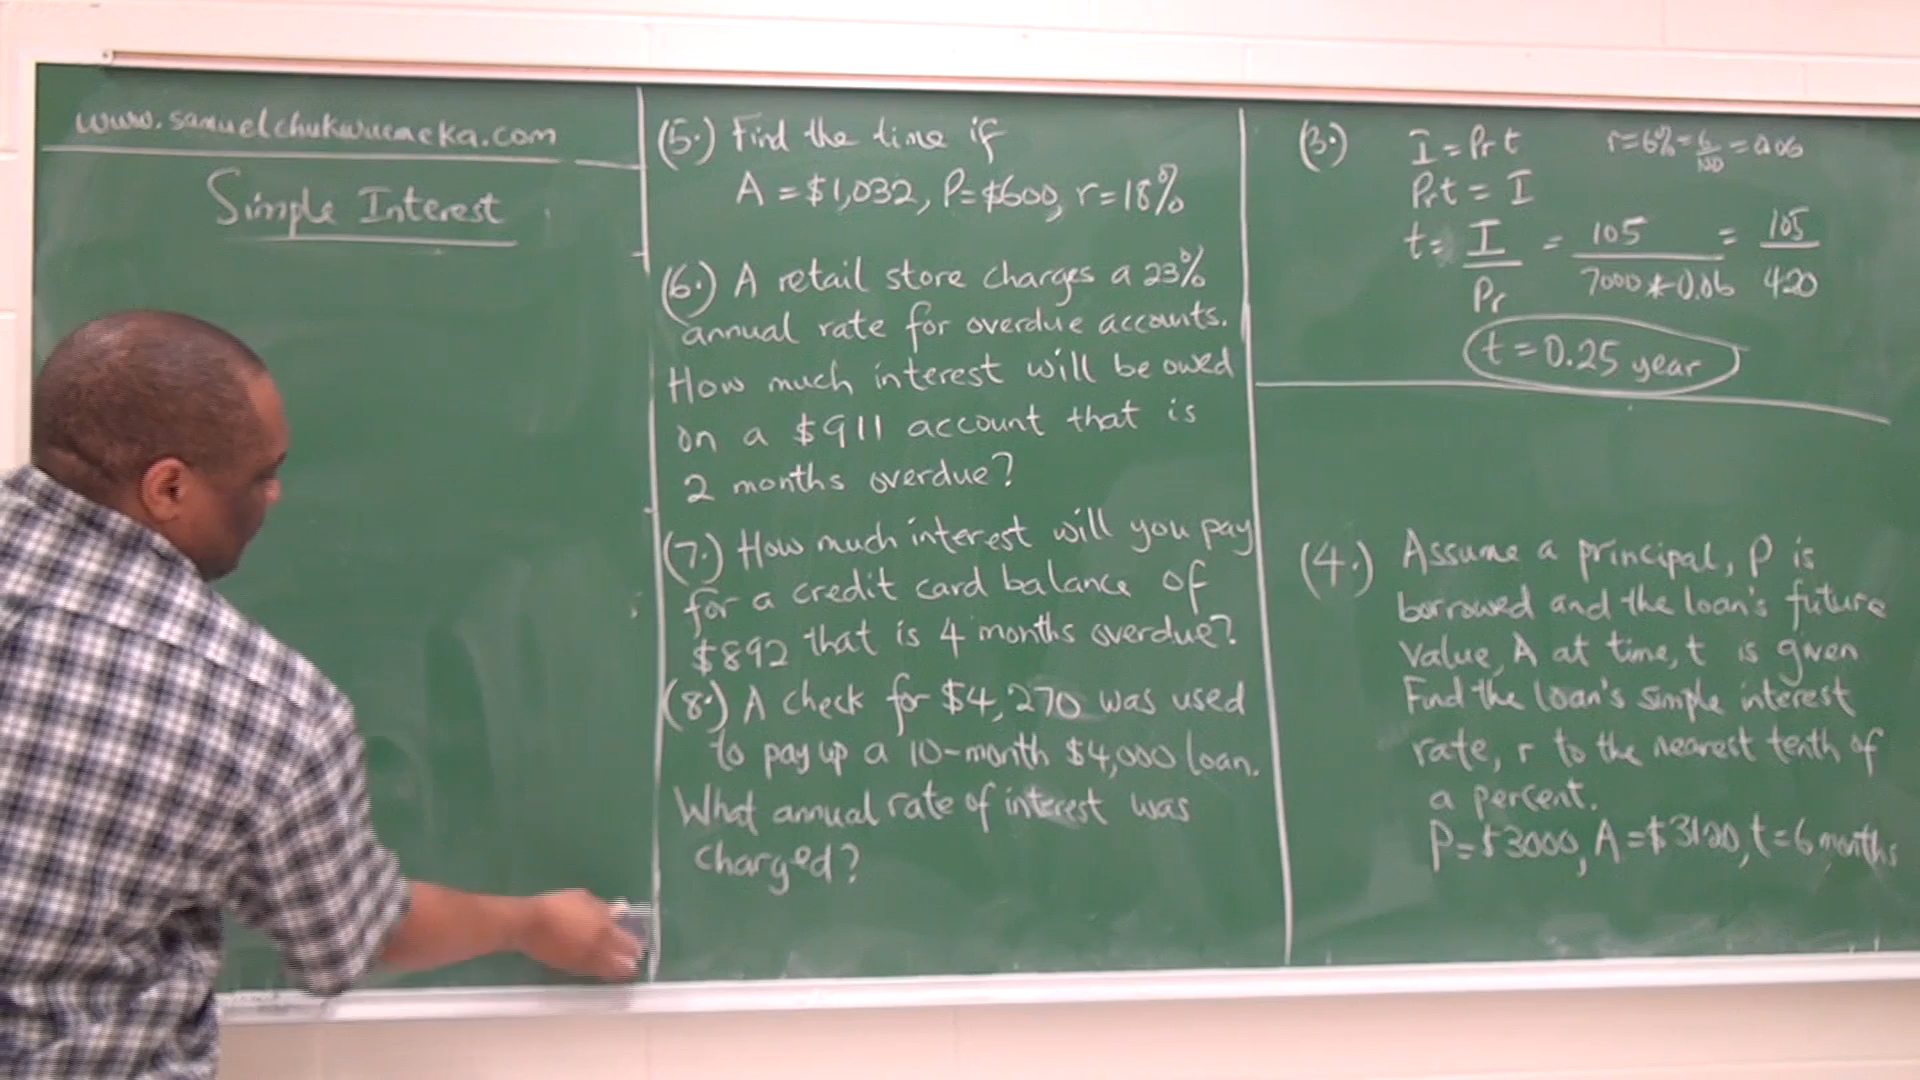 www.samuelchukwuemeka.com
Simple Interest
(5.) Find the time if
A = $1,032, P=$600, r=18%
(6.) A retail store charges a 23%
annual rate for overdue accounts.
How much interest will be owed
on a $911 account that is
2 months overdue?
(7.) How much interest will you pay
for a credit card balance of
$892 that is 4 months overdue?
(8.) A check for $4,270 was used
to pay up a 10-month $4,000 loan.
What annual rate of interest was
charged?
(3.) I = Prt r=6%=6/100=0.06
Prt = I
t = I/Pr = 105/7000*0.06 = 105/420
t = 0.25 year
(4.) Assume a principal, P is
borrowed and the loan's future
value, A at time, t is given
Find the loan's simple interest
rate, r to the nearest tenth of
a percent.
P=$3000, A=$3120, t=6 months